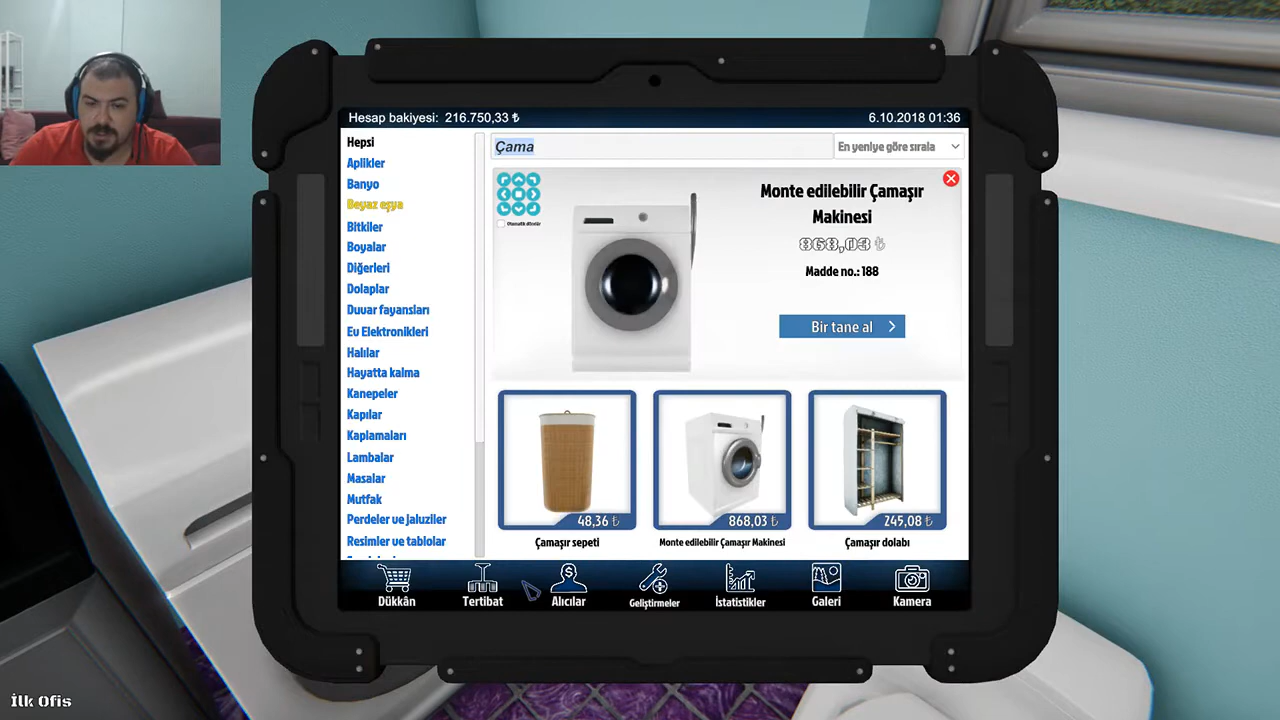 Hesap bakiyesi: 216.750,33 ₺
6.10.2018 01:36
Hepsi
Aplikler
Banyo
Beyaz eşya
Bitkiler
Boyalar
Diğerleri
Dolaplar
Duvar fayansları
Ev Elektronikleri
Halılar
Hayatta kalma
Kanepeler
Kapılar
Kaplamaları
Lambalar
Masalar
Mutfak
Perdeler ve jaluziler
Resimler ve tablolar
Çama
En yeniye göre sırala
Otomatik döndür
Monte edilebilir Çamaşır
Makinesi
868,03 ₺
Madde no.: 188
Bir tane al
48,36 ₺
868,03 ₺
245,08 ₺
Çamaşır sepeti
Monte edilebilir Çamaşır Makinesi
Çamaşır dolabı
Dükkân
Tertibat
Alıcılar
Geliştirmeler
İstatistikler
Galeri
Kamera
İlk Ofis